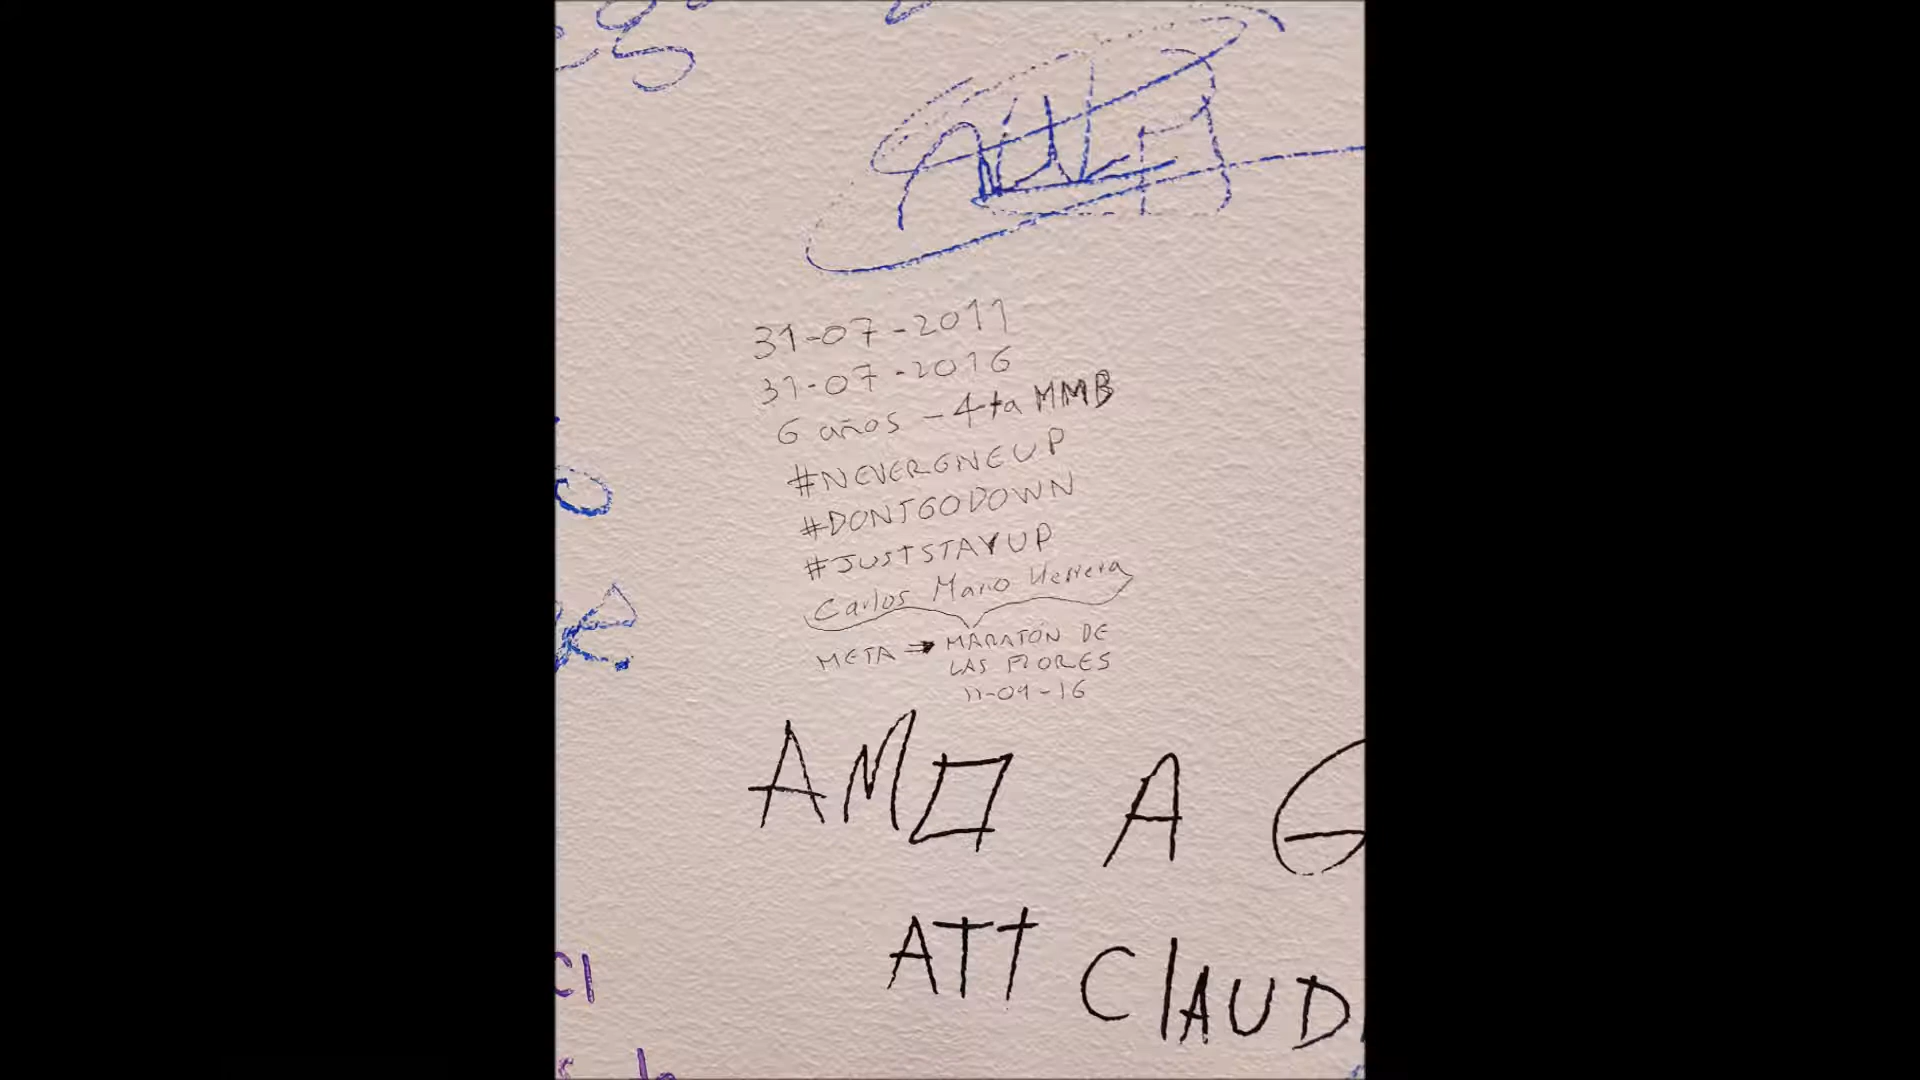 31-07-2011
31-07-2016
6 años - 4ta MMB
#NEVERGIVEUP
#DONTGODOWN
#JUSTSTAYUP
Carlos Mario Herrera
META → MARATÓN DE
LAS FLORES
11-09-16
AMO A G
ATT ClAUD